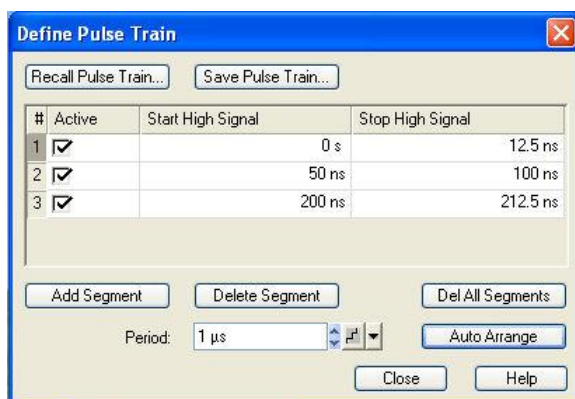 Define Pulse Train
Recall Pulse Train... Save Pulse Train...
# Active Start High Signal Stop High Signal
1 0 s 12.5 ns
2 50 ns 100 ns
3 200 ns 212.5 ns
Add Segment Delete Segment Del All Segments
Period: 1 µs Auto Arrange
Close Help